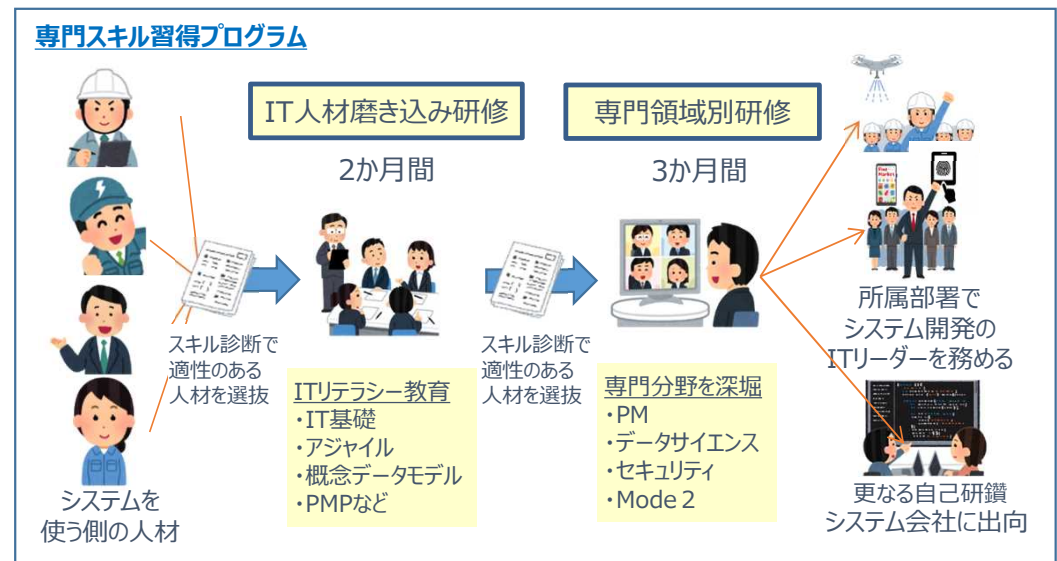 専門スキル習得プログラム
IT人材磨き込み研修
2か月間
専門領域別研修
3か月間
スキル診断で
適性のある
人材を選抜
スキル診断で
適性のある
人材を選抜
ITリテラシー教育
・IT基礎
・アジャイル
・概念データモデル
・PMPなど
専門分野を深堀
・PM
・データサイエンス
・セキュリティ
・Mode 2
システムを
使う側の人材
所属部署で
システム開発の
ITリーダーを務める
更なる自己研鑽
システム会社に出向